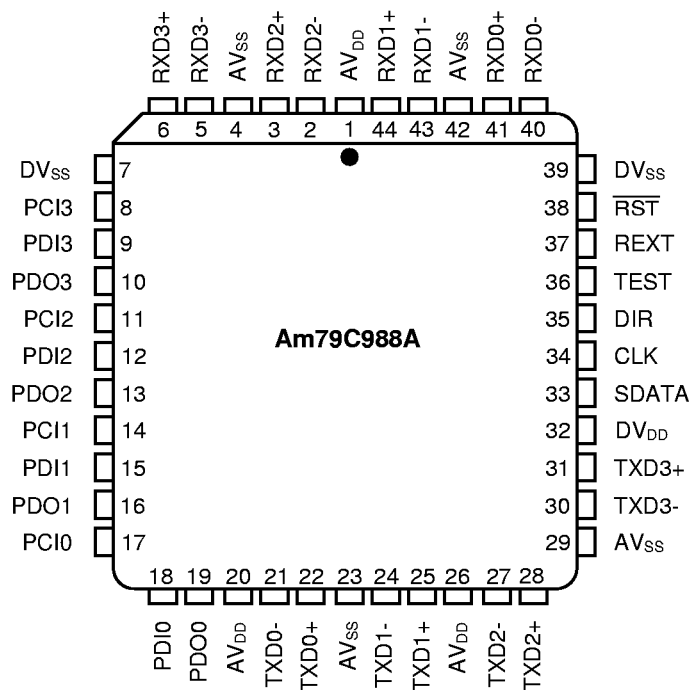 RXD3+ RXD3- AVSS RXD2+ RXD2- AVDD RXD1+ RXD1- AVSS RXD0+ RXD0-
6 5 4 3 2 1 44 43 42 41 40
DVSS 7 39 DVSS
PCI3 8 38 RST
PDI3 9 37 REXT
PDO3 10 36 TEST
PCI2 11 35 DIR
Am79C988A
PDI2 12 34 CLK
PDO2 13 33 SDATA
PCI1 14 32 DVDD
PDI1 15 31 TXD3+
PDO1 16 30 TXD3-
PCI0 17 29 AVSS
18 19 20 21 22 23 24 25 26 27 28
PDI0 PDO0 AVDD TXD0- TXD0+ AVSS TXD1- TXD1+ AVDD TXD2- TXD2+